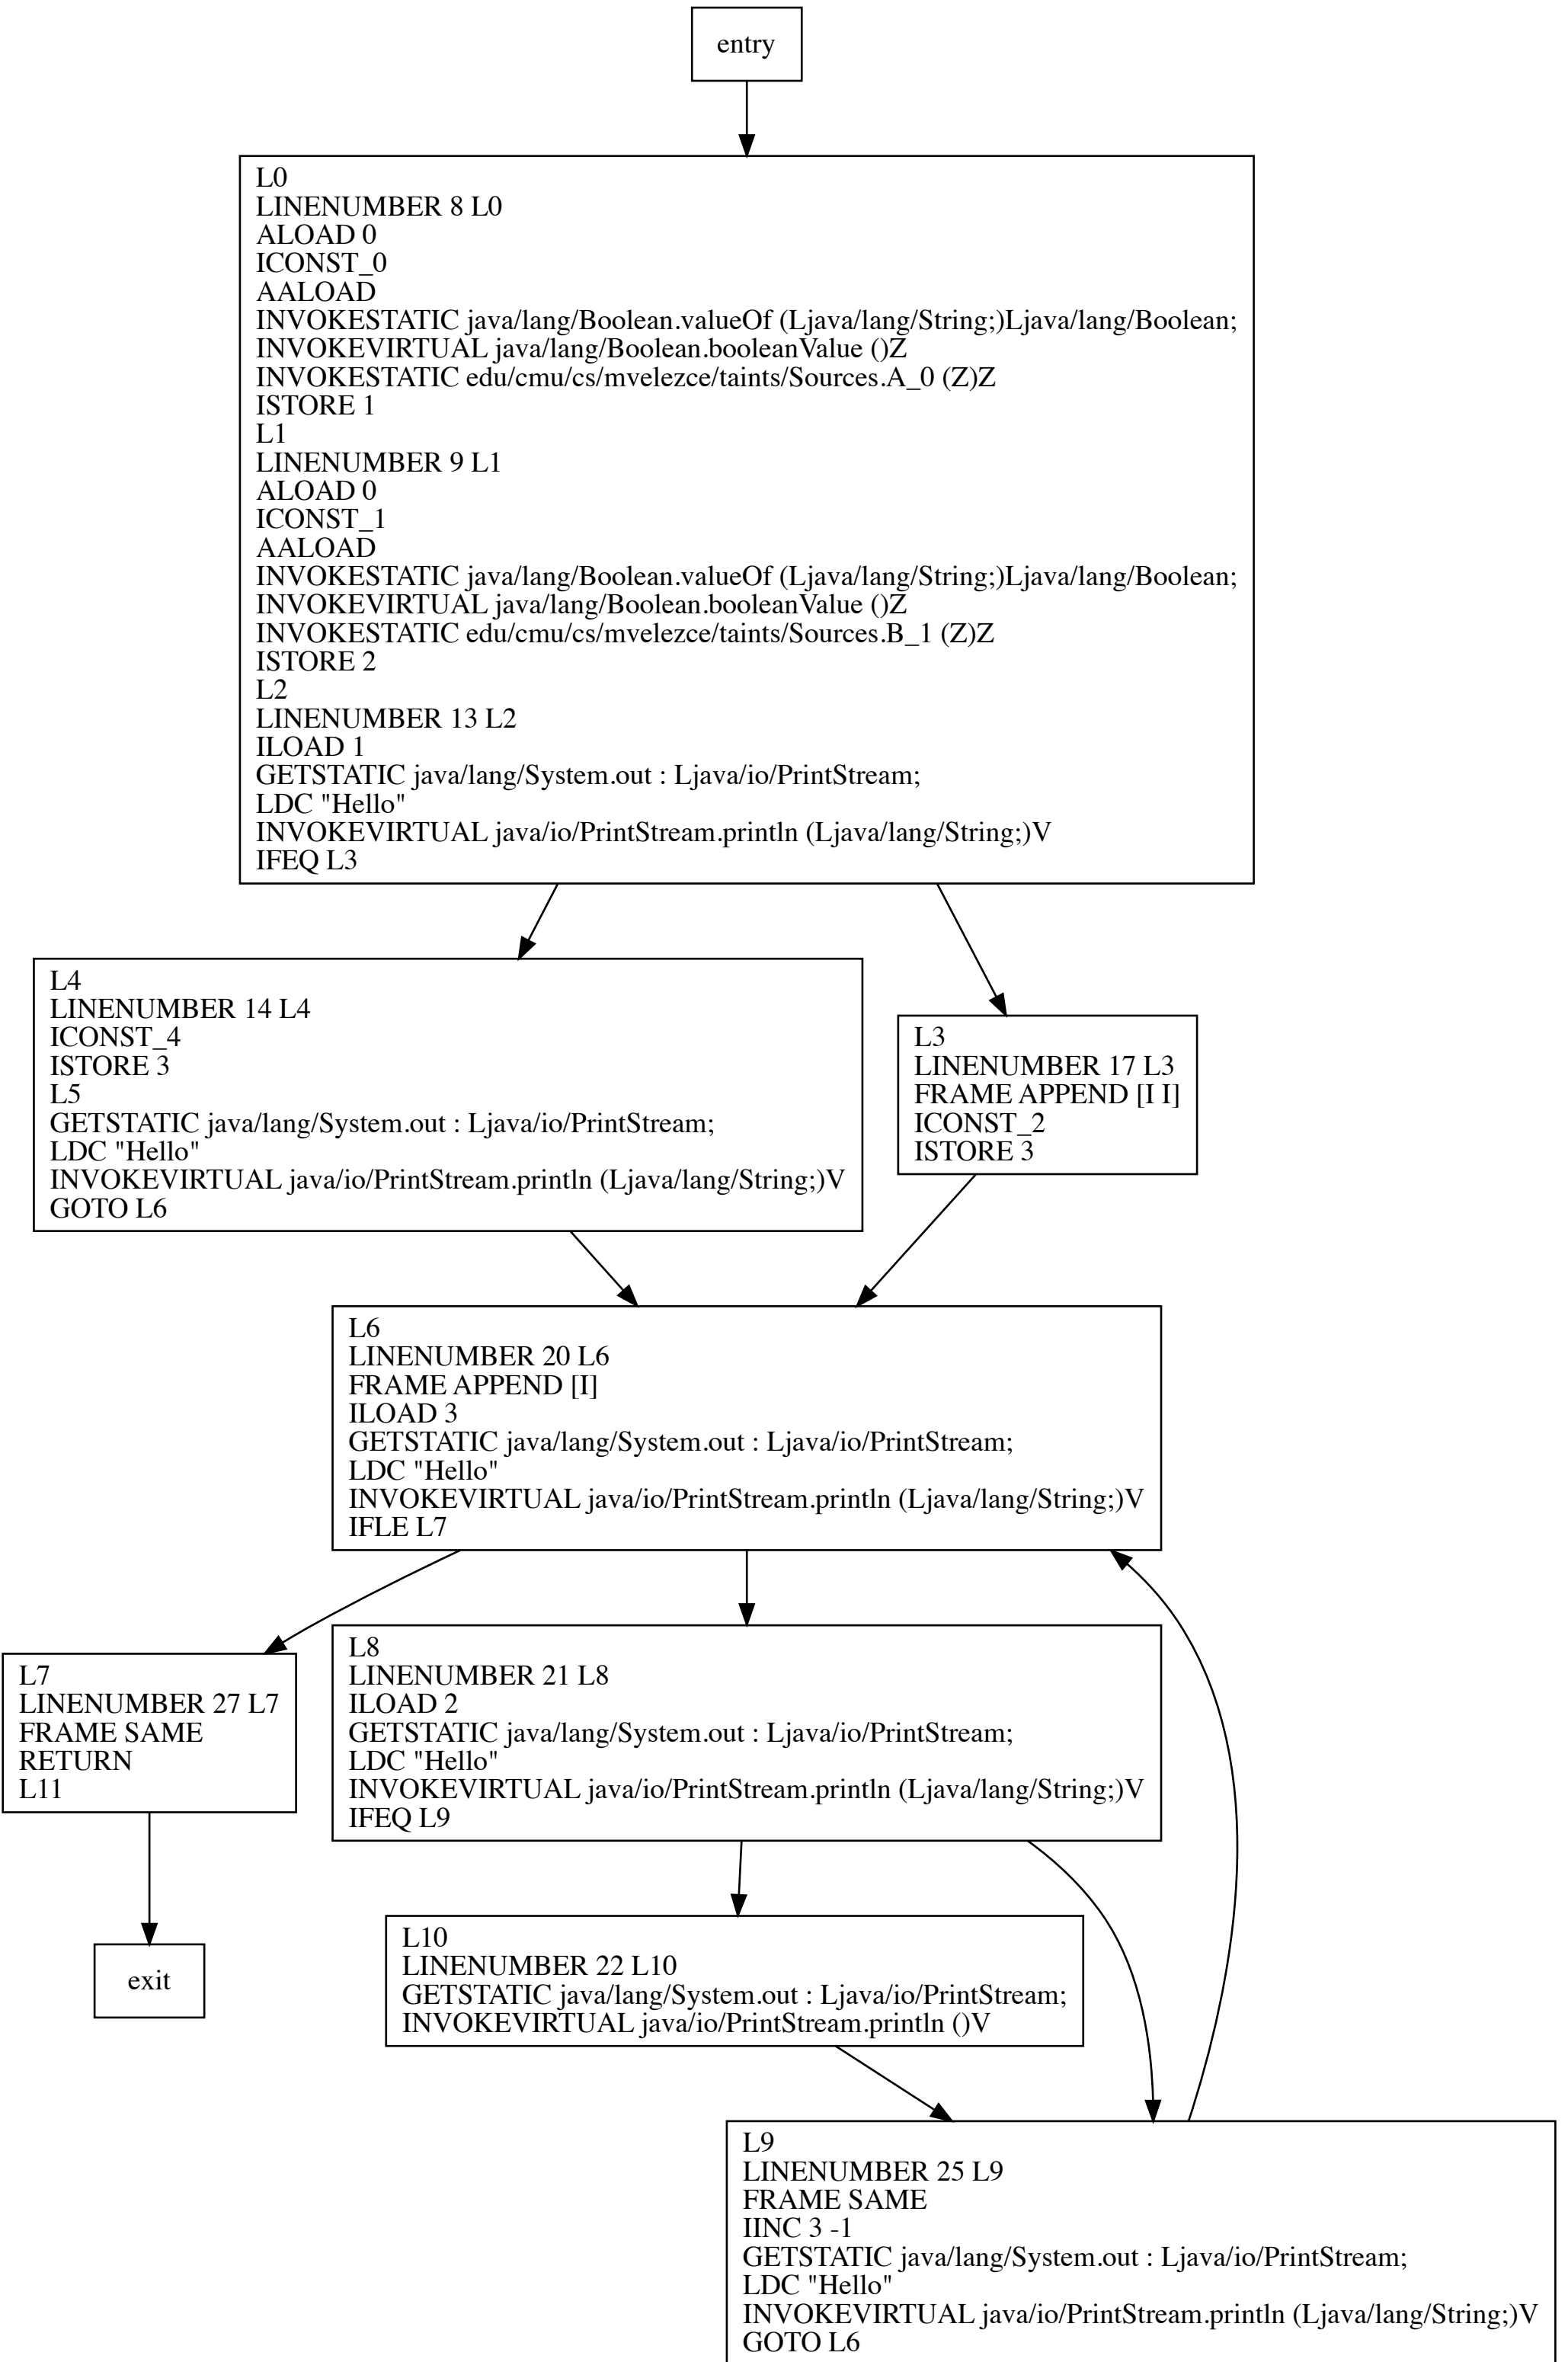 entry
L0
LINENUMBER 8 L0
ALOAD 0
ICONST_0
AALOAD
INVOKESTATIC java/lang/Boolean.valueOf (Ljava/lang/String;)Ljava/lang/Boolean;
INVOKEVIRTUAL java/lang/Boolean.booleanValue ()Z
INVOKESTATIC edu/cmu/cs/mvelezce/taints/Sources.A_0 (Z)Z
ISTORE 1
L1
LINENUMBER 9 L1
ALOAD 0
ICONST_1
AALOAD
INVOKESTATIC java/lang/Boolean.valueOf (Ljava/lang/String;)Ljava/lang/Boolean;
INVOKEVIRTUAL java/lang/Boolean.booleanValue ()Z
INVOKESTATIC edu/cmu/cs/mvelezce/taints/Sources.B_1 (Z)Z
ISTORE 2
L2
LINENUMBER 13 L2
ILOAD 1
GETSTATIC java/lang/System.out : Ljava/io/PrintStream;
LDC "Hello"
INVOKEVIRTUAL java/io/PrintStream.println (Ljava/lang/String;)V
IFEQ L3
L4
LINENUMBER 14 L4
ICONST_4
ISTORE 3
L5
GETSTATIC java/lang/System.out : Ljava/io/PrintStream;
LDC "Hello"
INVOKEVIRTUAL java/io/PrintStream.println (Ljava/lang/String;)V
GOTO L6
L3
LINENUMBER 17 L3
FRAME APPEND [I I]
ICONST_2
ISTORE 3
L6
LINENUMBER 20 L6
FRAME APPEND [I]
ILOAD 3
GETSTATIC java/lang/System.out : Ljava/io/PrintStream;
LDC "Hello"
INVOKEVIRTUAL java/io/PrintStream.println (Ljava/lang/String;)V
IFLE L7
L7
LINENUMBER 27 L7
FRAME SAME
RETURN
L11
L8
LINENUMBER 21 L8
ILOAD 2
GETSTATIC java/lang/System.out : Ljava/io/PrintStream;
LDC "Hello"
INVOKEVIRTUAL java/io/PrintStream.println (Ljava/lang/String;)V
IFEQ L9
exit
L10
LINENUMBER 22 L10
GETSTATIC java/lang/System.out : Ljava/io/PrintStream;
INVOKEVIRTUAL java/io/PrintStream.println ()V
L9
LINENUMBER 25 L9
FRAME SAME
IINC 3 -1
GETSTATIC java/lang/System.out : Ljava/io/PrintStream;
LDC "Hello"
INVOKEVIRTUAL java/io/PrintStream.println (Ljava/lang/String;)V
GOTO L6